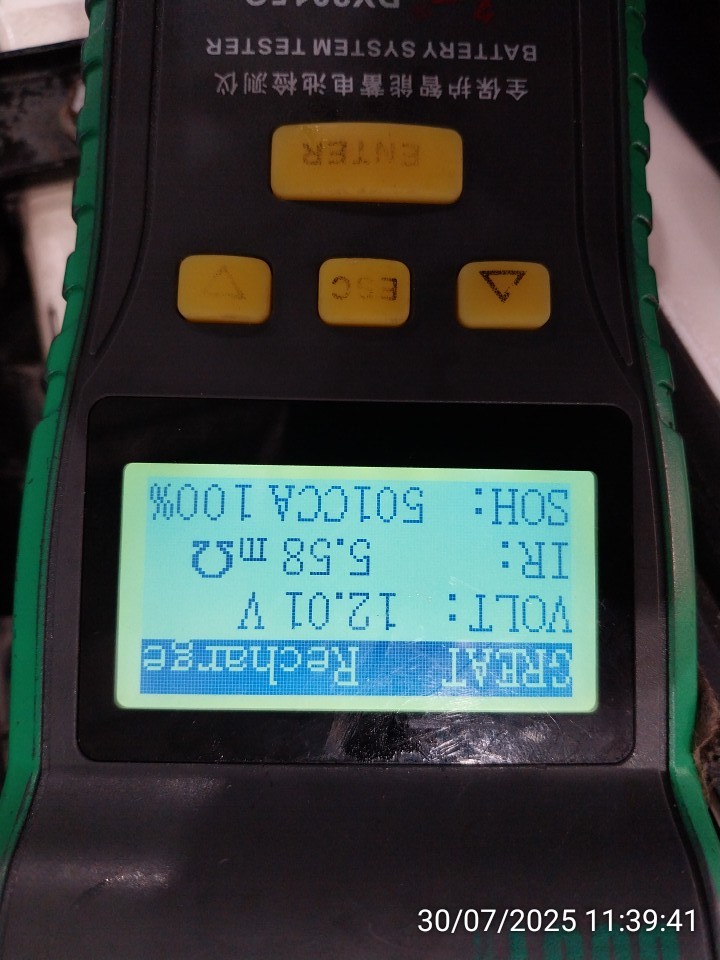 GREAT Recharge
VOLT: 12.01 V
IR: 5.58 mΩ
SOH: 501CCA 100%
ESC
ENTER
全保护智能蓄电池检测仪
BATTERY SYSTEM TESTER
30/07/2025 11:39:41